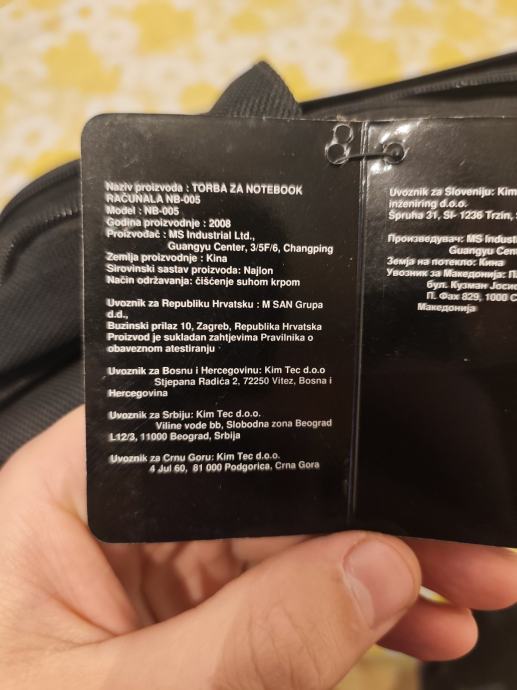 Naziv proizvoda : TORBA ZA NOTEBOOK
RAČUNALA NB-005
Model : NB-005
Godina proizvodnje : 2008
Proizvođač : MS Industrial Ltd.,
Guangyu Center, 3/5F/6, Changping
Zemlja proizvodnje : Kina
Sirovinski sastav proizvoda: Najlon
Način održavanja: čišćenje suhom krpom
Uvoznik za Republiku Hrvatsku : M SAN Grupa
d.d.,
Buzinski prilaz 10, Zagreb, Republika Hrvatska
Proizvod je sukladan zahtjevima Pravilnika o
obaveznom atestiranju
Uvoznik za Bosnu i Hercegovinu: Kim Tec d.o.o
Stjepana Radića 2, 72250 Vitez, Bosna i
Hercegovina
Uvoznik za Srbiju: Kim Tec d.o.o.
Viline vode bb, Slobodna zona Beograd
L12/3, 11000 Beograd, Srbija
Uvoznik za Crnu Goru: Kim Tec d.o.o.
4 Jul 60, 81 000 Podgorica, Crna Gora
Uvoznik za Sloveniju: Kim
inženiring d.o.o.
Špruha 31, SI- 1236 Trzin,
Произведувач: MS Industi
Guangyu Cen
Земја на потекло: Кина
Увозник за Македонија:
бул. Кузман Јосиф
П. Фах 829, 1000
Македонија